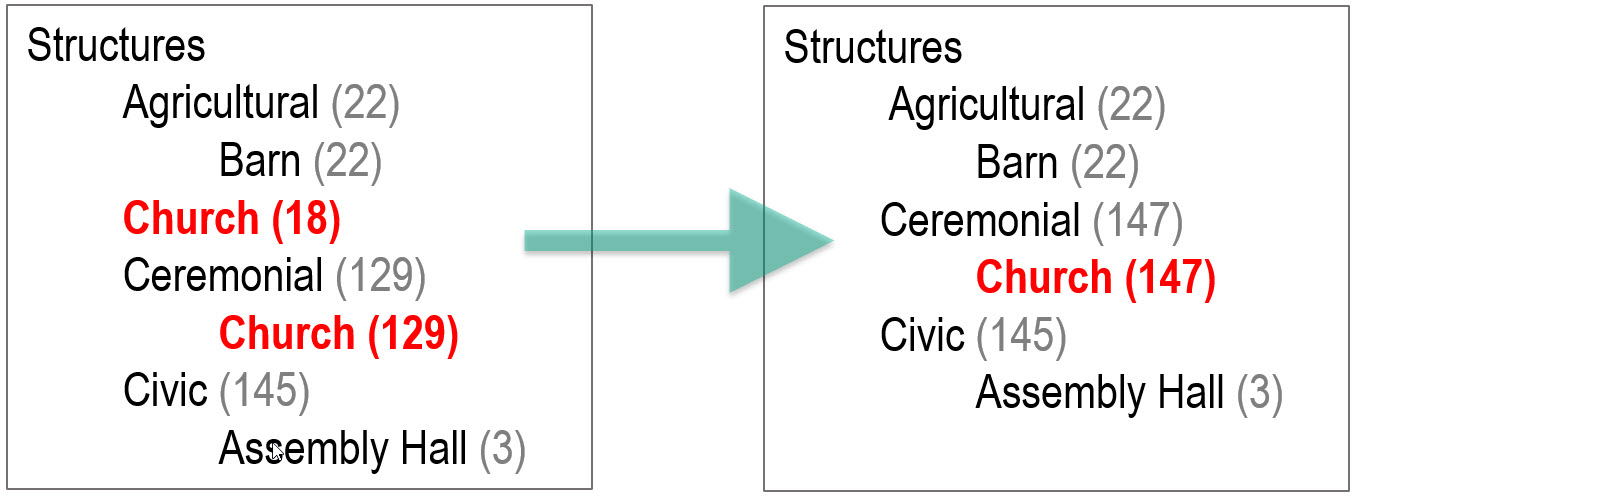 Structures
Agricultural (22)
Barn (22)
Church (18)
Ceremonial (129)
Church (129)
Civic (145)
Assembly Hall (3)
Structures
Agricultural (22)
Barn (22)
Ceremonial (147)
Church (147)
Civic (145)
Assembly Hall (3)